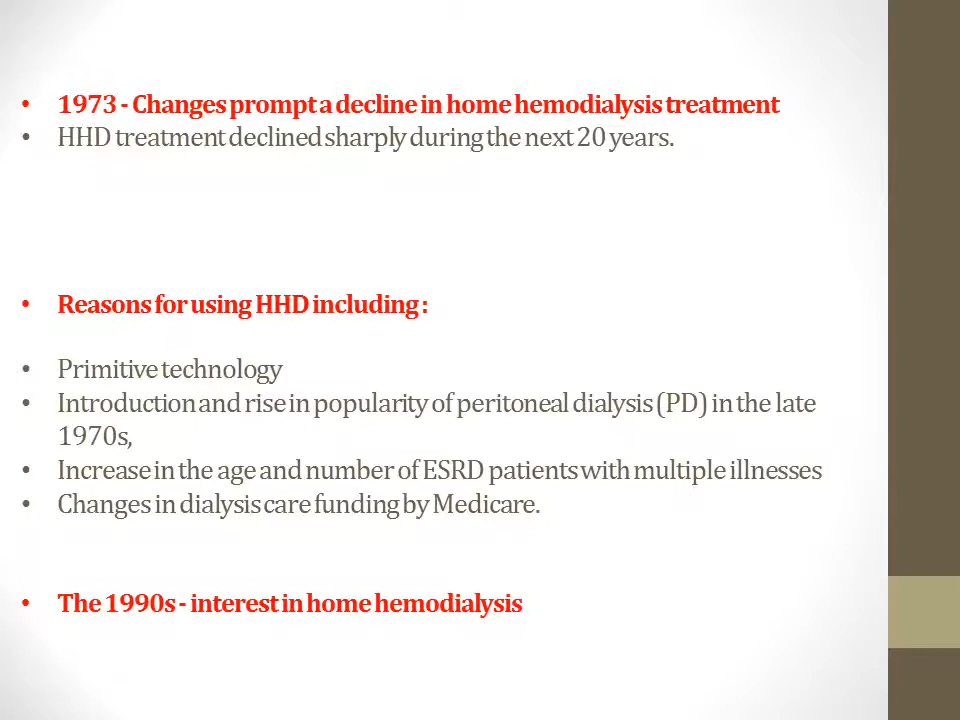 • 1973 - Changes prompt a decline in home hemodialysis treatment
• HHD treatment declined sharply during the next 20 years.
• Reasons for using HHD including :
• Primitive technology
• Introduction and rise in popularity of peritoneal dialysis (PD) in the late
1970s,
• Increase in the age and number of ESRD patients with multiple illnesses
• Changes in dialysis care funding by Medicare.
• The 1990s - interest in home hemodialysis